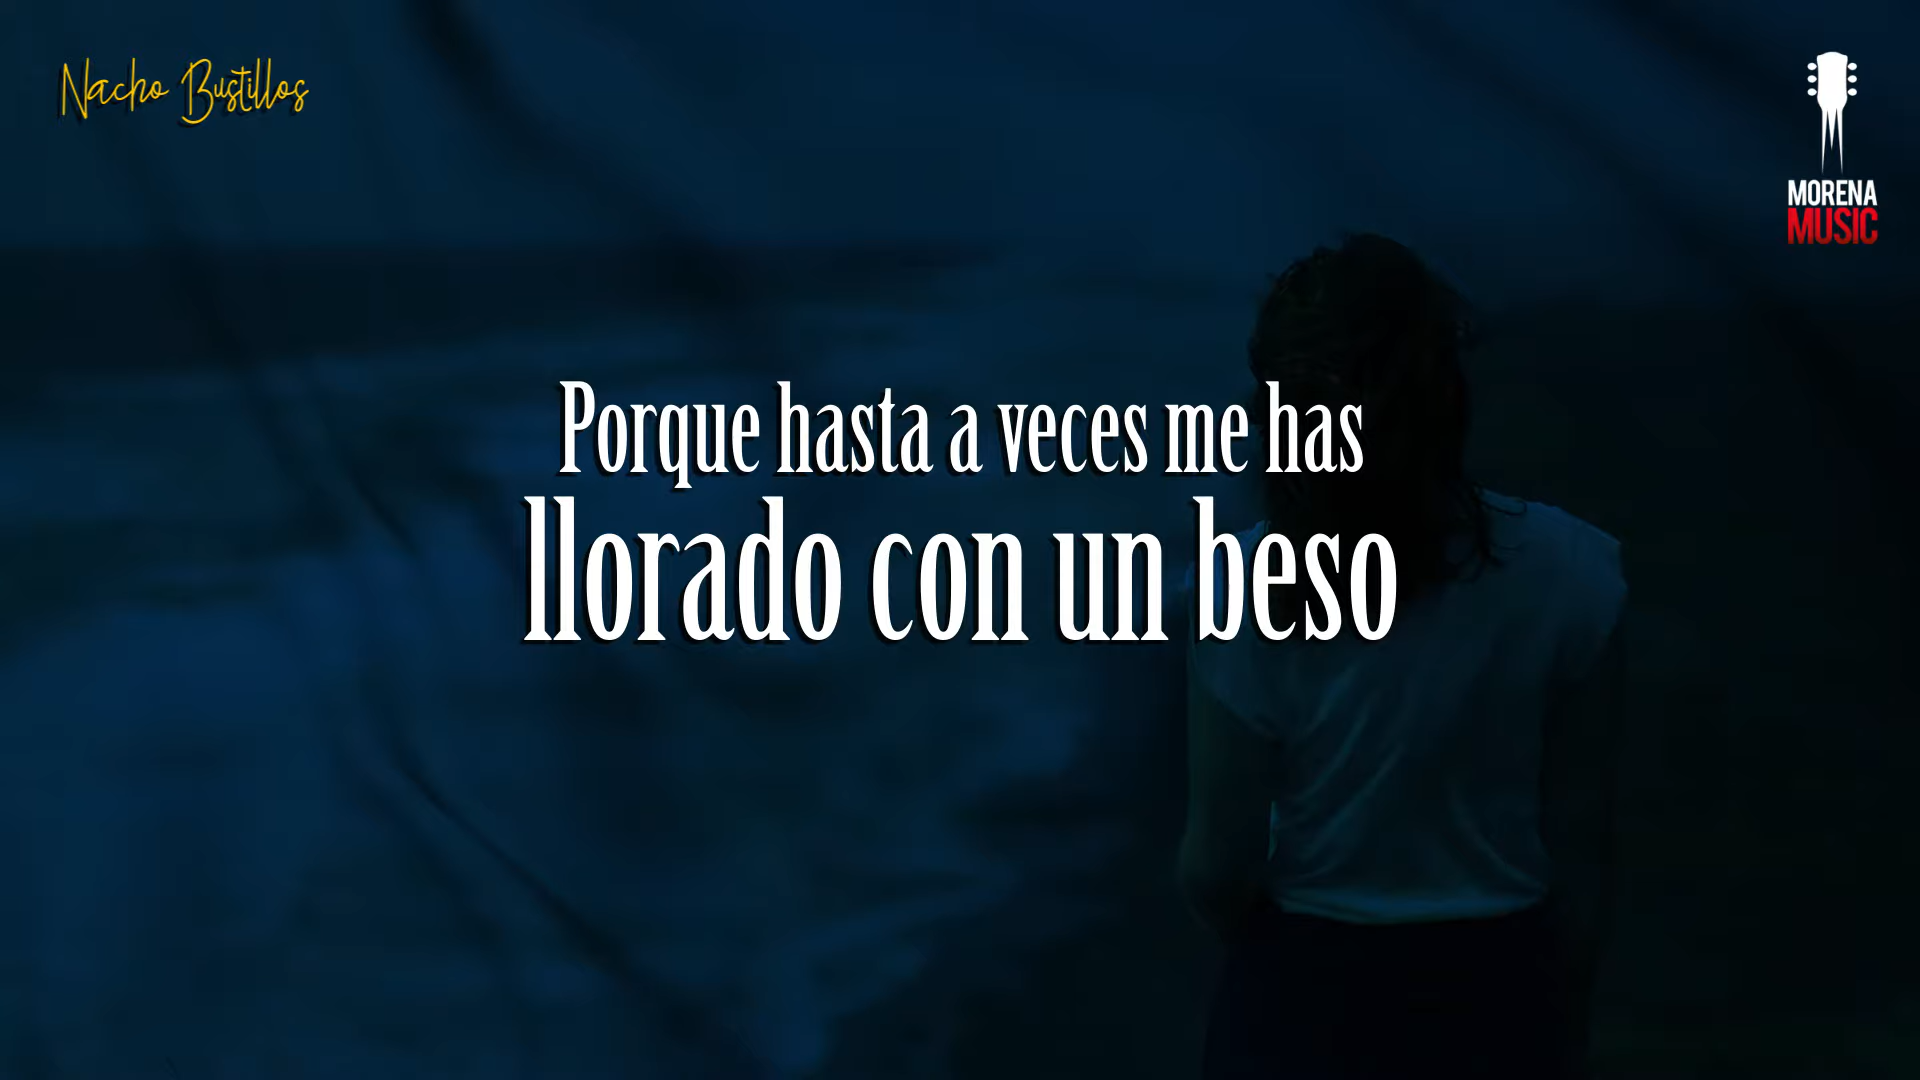 Nacho Bustillos
MORENA
MUSIC
Porque hasta a veces me has
llorado con un beso